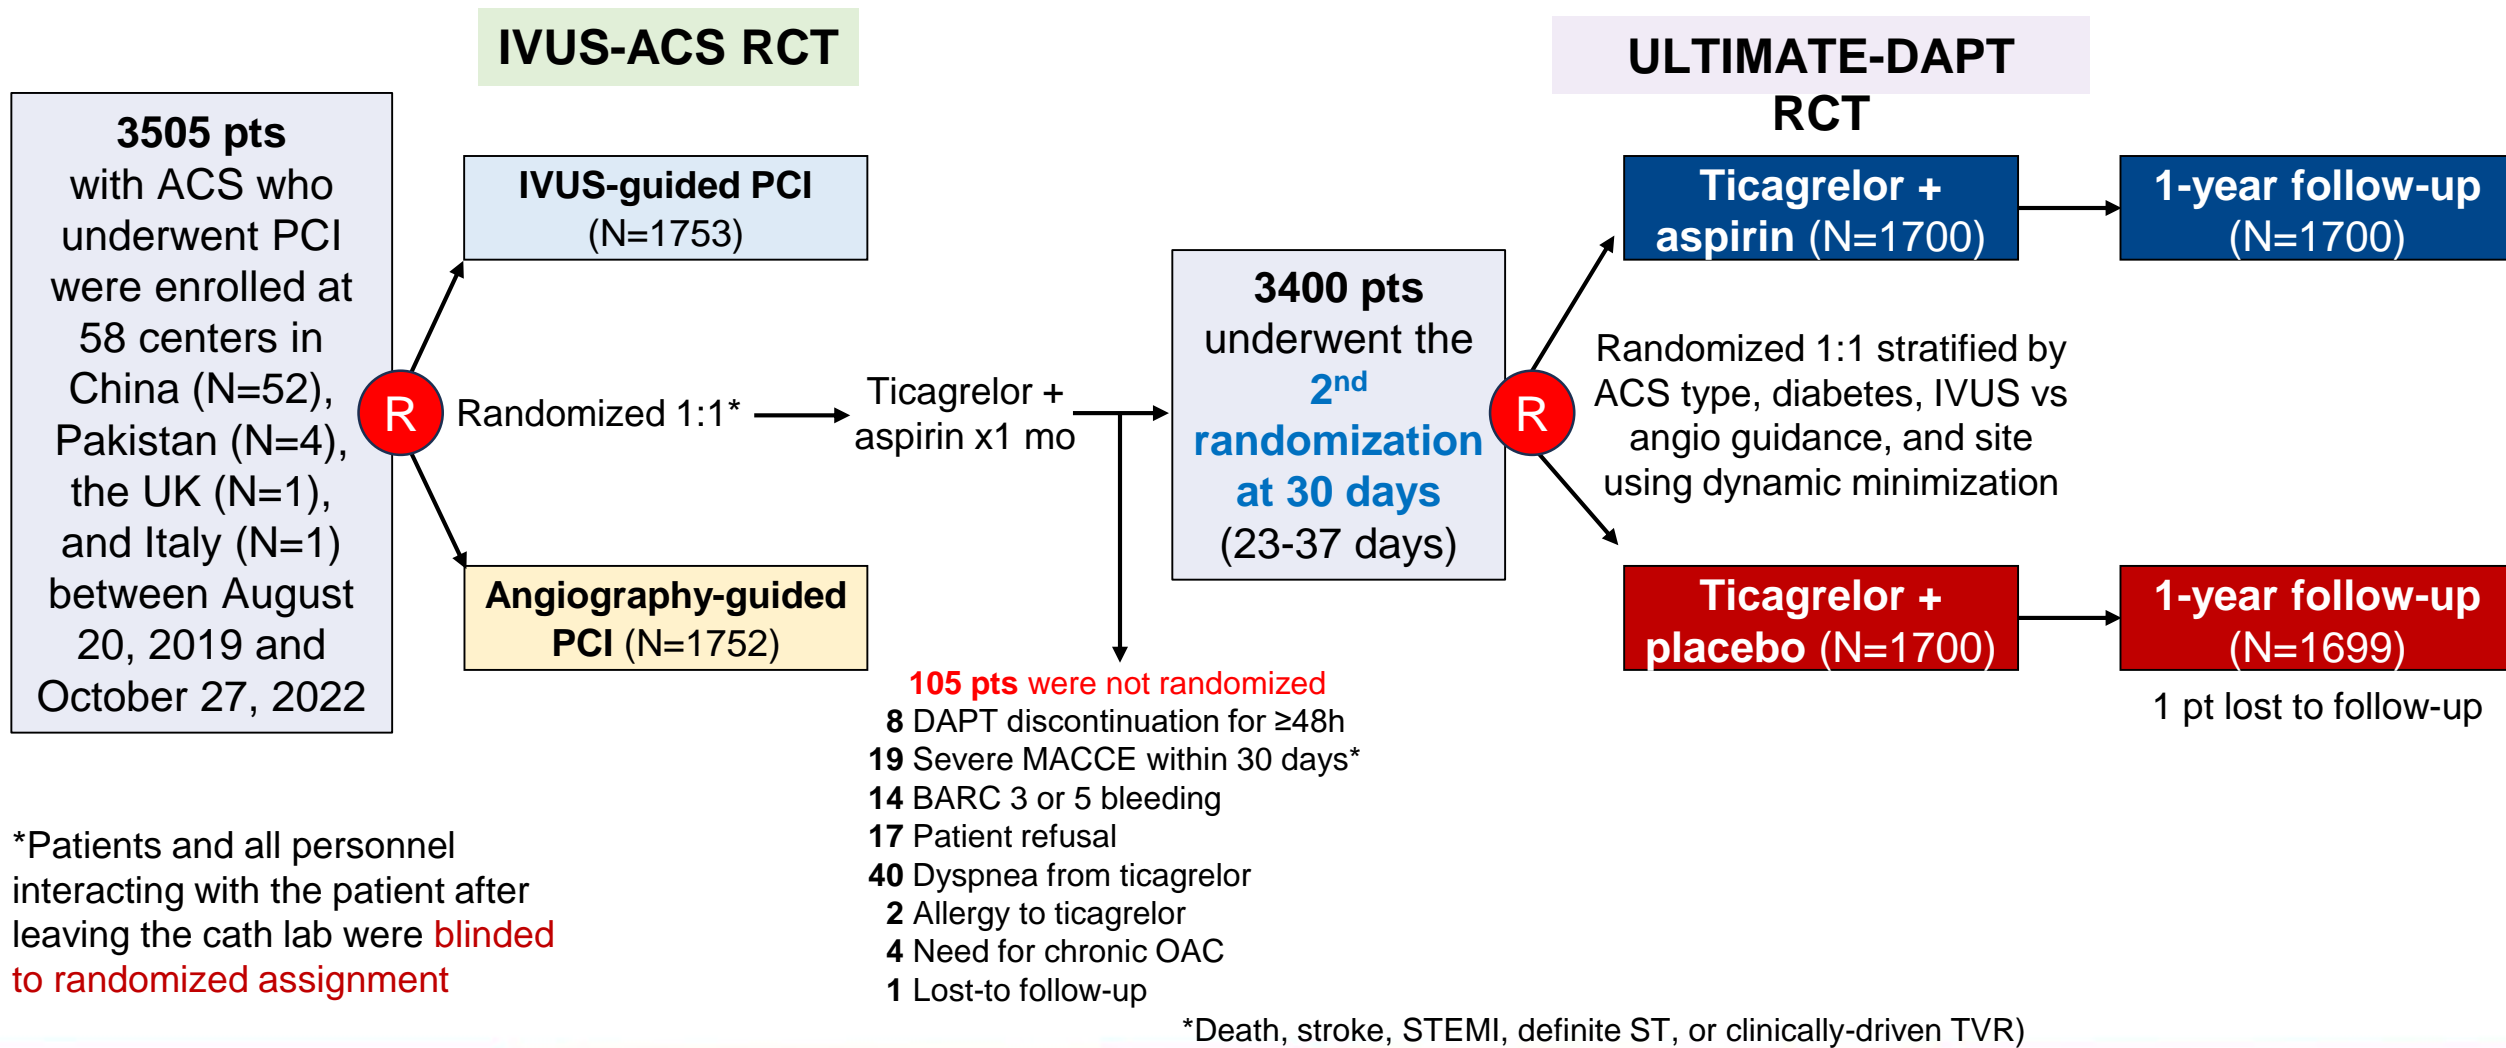 IVUS-ACS RCT
ULTIMATE-DAPT
RCT
3505 pts
with ACS who
underwent PCI
were enrolled at
58 centers in
China (N=52),
Pakistan (N=4),
the UK (N=1),
and Italy (N=1)
between August
20, 2019 and
October 27, 2022
R
IVUS-guided PCI
(N=1753)
Randomized 1:1*
Angiography-guided
PCI (N=1752)
Ticagrelor +
aspirin x1 mo
105 pts were not randomized
8 DAPT discontinuation for ≥48h
19 Severe MACCE within 30 days*
14 BARC 3 or 5 bleeding
17 Patient refusal
40 Dyspnea from ticagrelor
2 Allergy to ticagrelor
4 Need for chronic OAC
1 Lost-to follow-up
3400 pts
underwent the
2nd
randomization
at 30 days
(23-37 days)
R
Ticagrelor +
aspirin (N=1700)
1-year follow-up
(N=1700)
Randomized 1:1 stratified by
ACS type, diabetes, IVUS vs
angio guidance, and site
using dynamic minimization
Ticagrelor +
placebo (N=1700)
1-year follow-up
(N=1699)
1 pt lost to follow-up
*Patients and all personnel
interacting with the patient after
leaving the cath lab were blinded
to randomized assignment
*Death, stroke, STEMI, definite ST, or clinically-driven TVR)